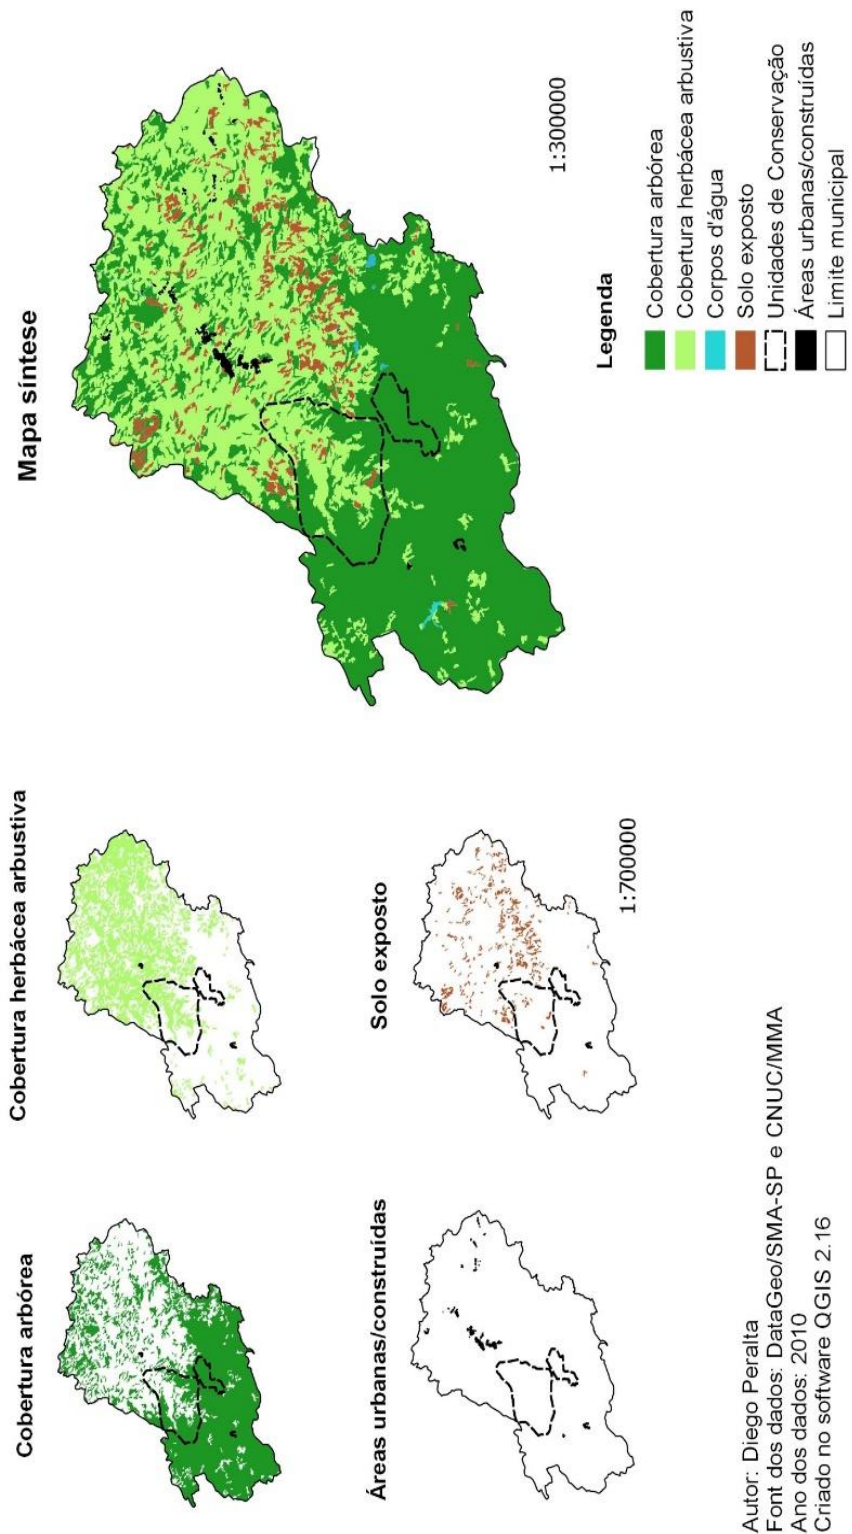 Cobertura arbórea
Cobertura herbácea arbustiva
Mapa síntese
Áreas urbanas/construídas
Solo exposto
1:700000
1:300000
Legenda
Cobertura arbórea
Cobertura herbácea arbustiva
Corpos d'água
Solo exposto
Unidades de Conservação
Áreas urbanas/construídas
Limite municipal
Autor: Diego Peralta
Font dos dados: DataGeo/SMA-SP e CNUC/MMA
Ano dos dados: 2010
Criado no software QGIS 2.16